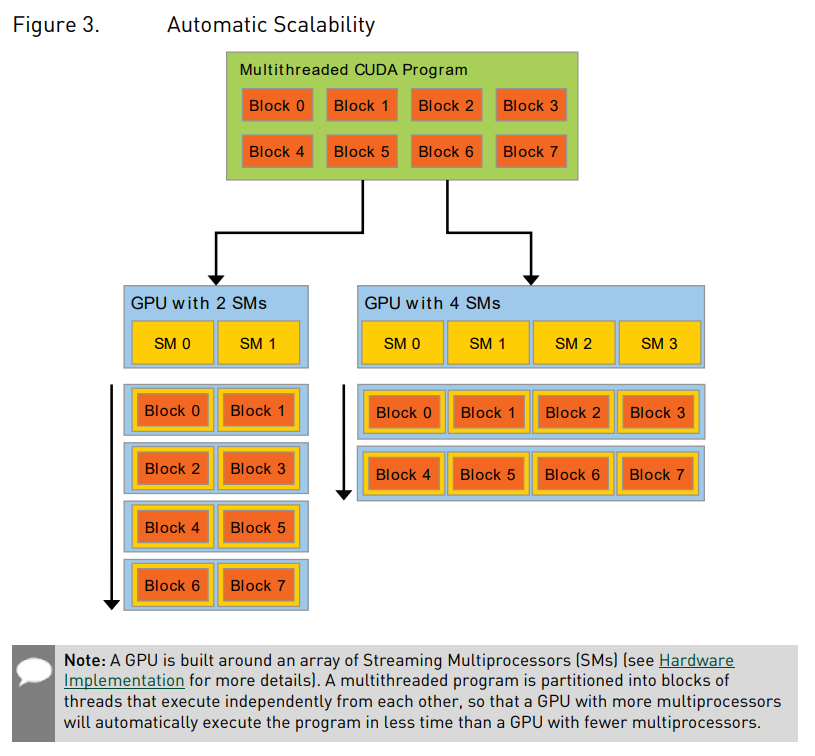 Figure 3. Automatic Scalability
Multithreaded CUDA Program
Block 0 Block 1 Block 2 Block 3
Block 4 Block 5 Block 6 Block 7
GPU with 2 SMs
SM 0 SM 1
Block 0 Block 1
Block 2 Block 3
Block 4 Block 5
Block 6 Block 7
GPU with 4 SMs
SM 0 SM 1 SM 2 SM 3
Block 0 Block 1 Block 2 Block 3
Block 4 Block 5 Block 6 Block 7
Note: A GPU is built around an array of Streaming Multiprocessors (SMs) (see Hardware
Implementation for more details). A multithreaded program is partitioned into blocks of
threads that execute independently from each other, so that a GPU with more multiprocessors
will automatically execute the program in less time than a GPU with fewer multiprocessors.